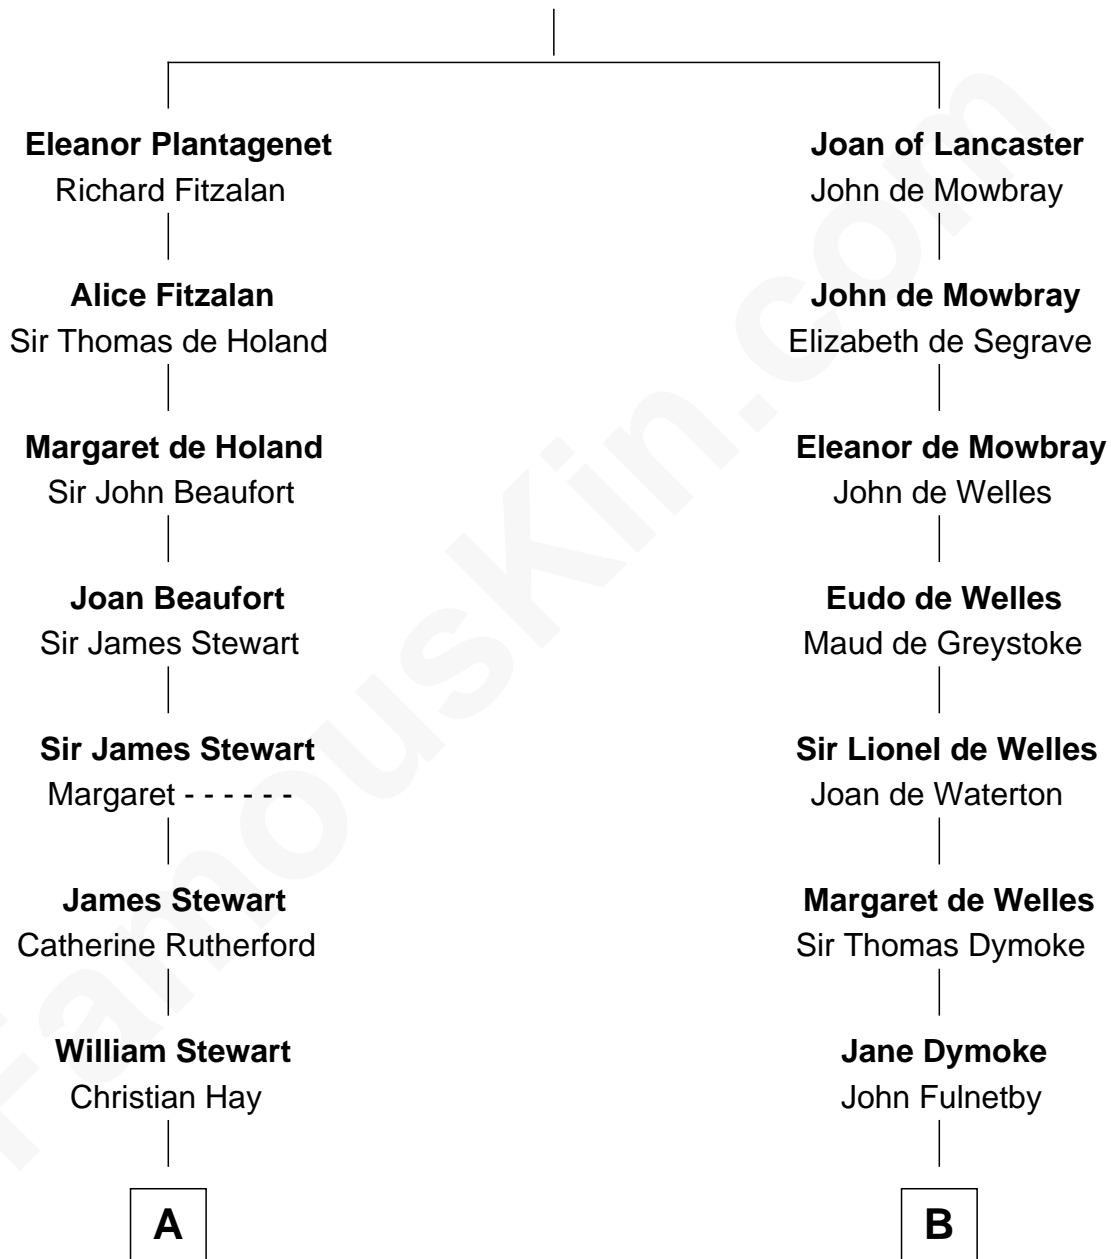 Eleanor Plantagenet
Richard Fitzalan
Alice Fitzalan
Sir Thomas de Holand
Margaret de Holand
Sir John Beaufort
Joan Beaufort
Sir James Stewart
Sir James Stewart
Margaret - - - - - -
James Stewart
Catherine Rutherford
William Stewart
Christian Hay
A
Joan of Lancaster
John de Mowbray
John de Mowbray
Elizabeth de Segrave
Eleanor de Mowbray
John de Welles
Eudo de Welles
Maud de Greystoke
Sir Lionel de Welles
Joan de Waterton
Margaret de Welles
Sir Thomas Dymoke
Jane Dymoke
John Fulnetby
B
FamousKin.com